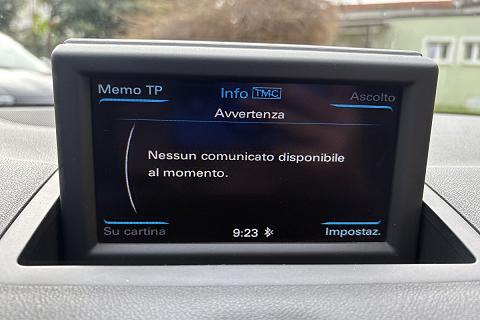 Memo TP
Info TMC
Ascolto
Avvertenza
Nessun comunicato disponibile
al momento.
Su cartina
9:23
Impostaz.